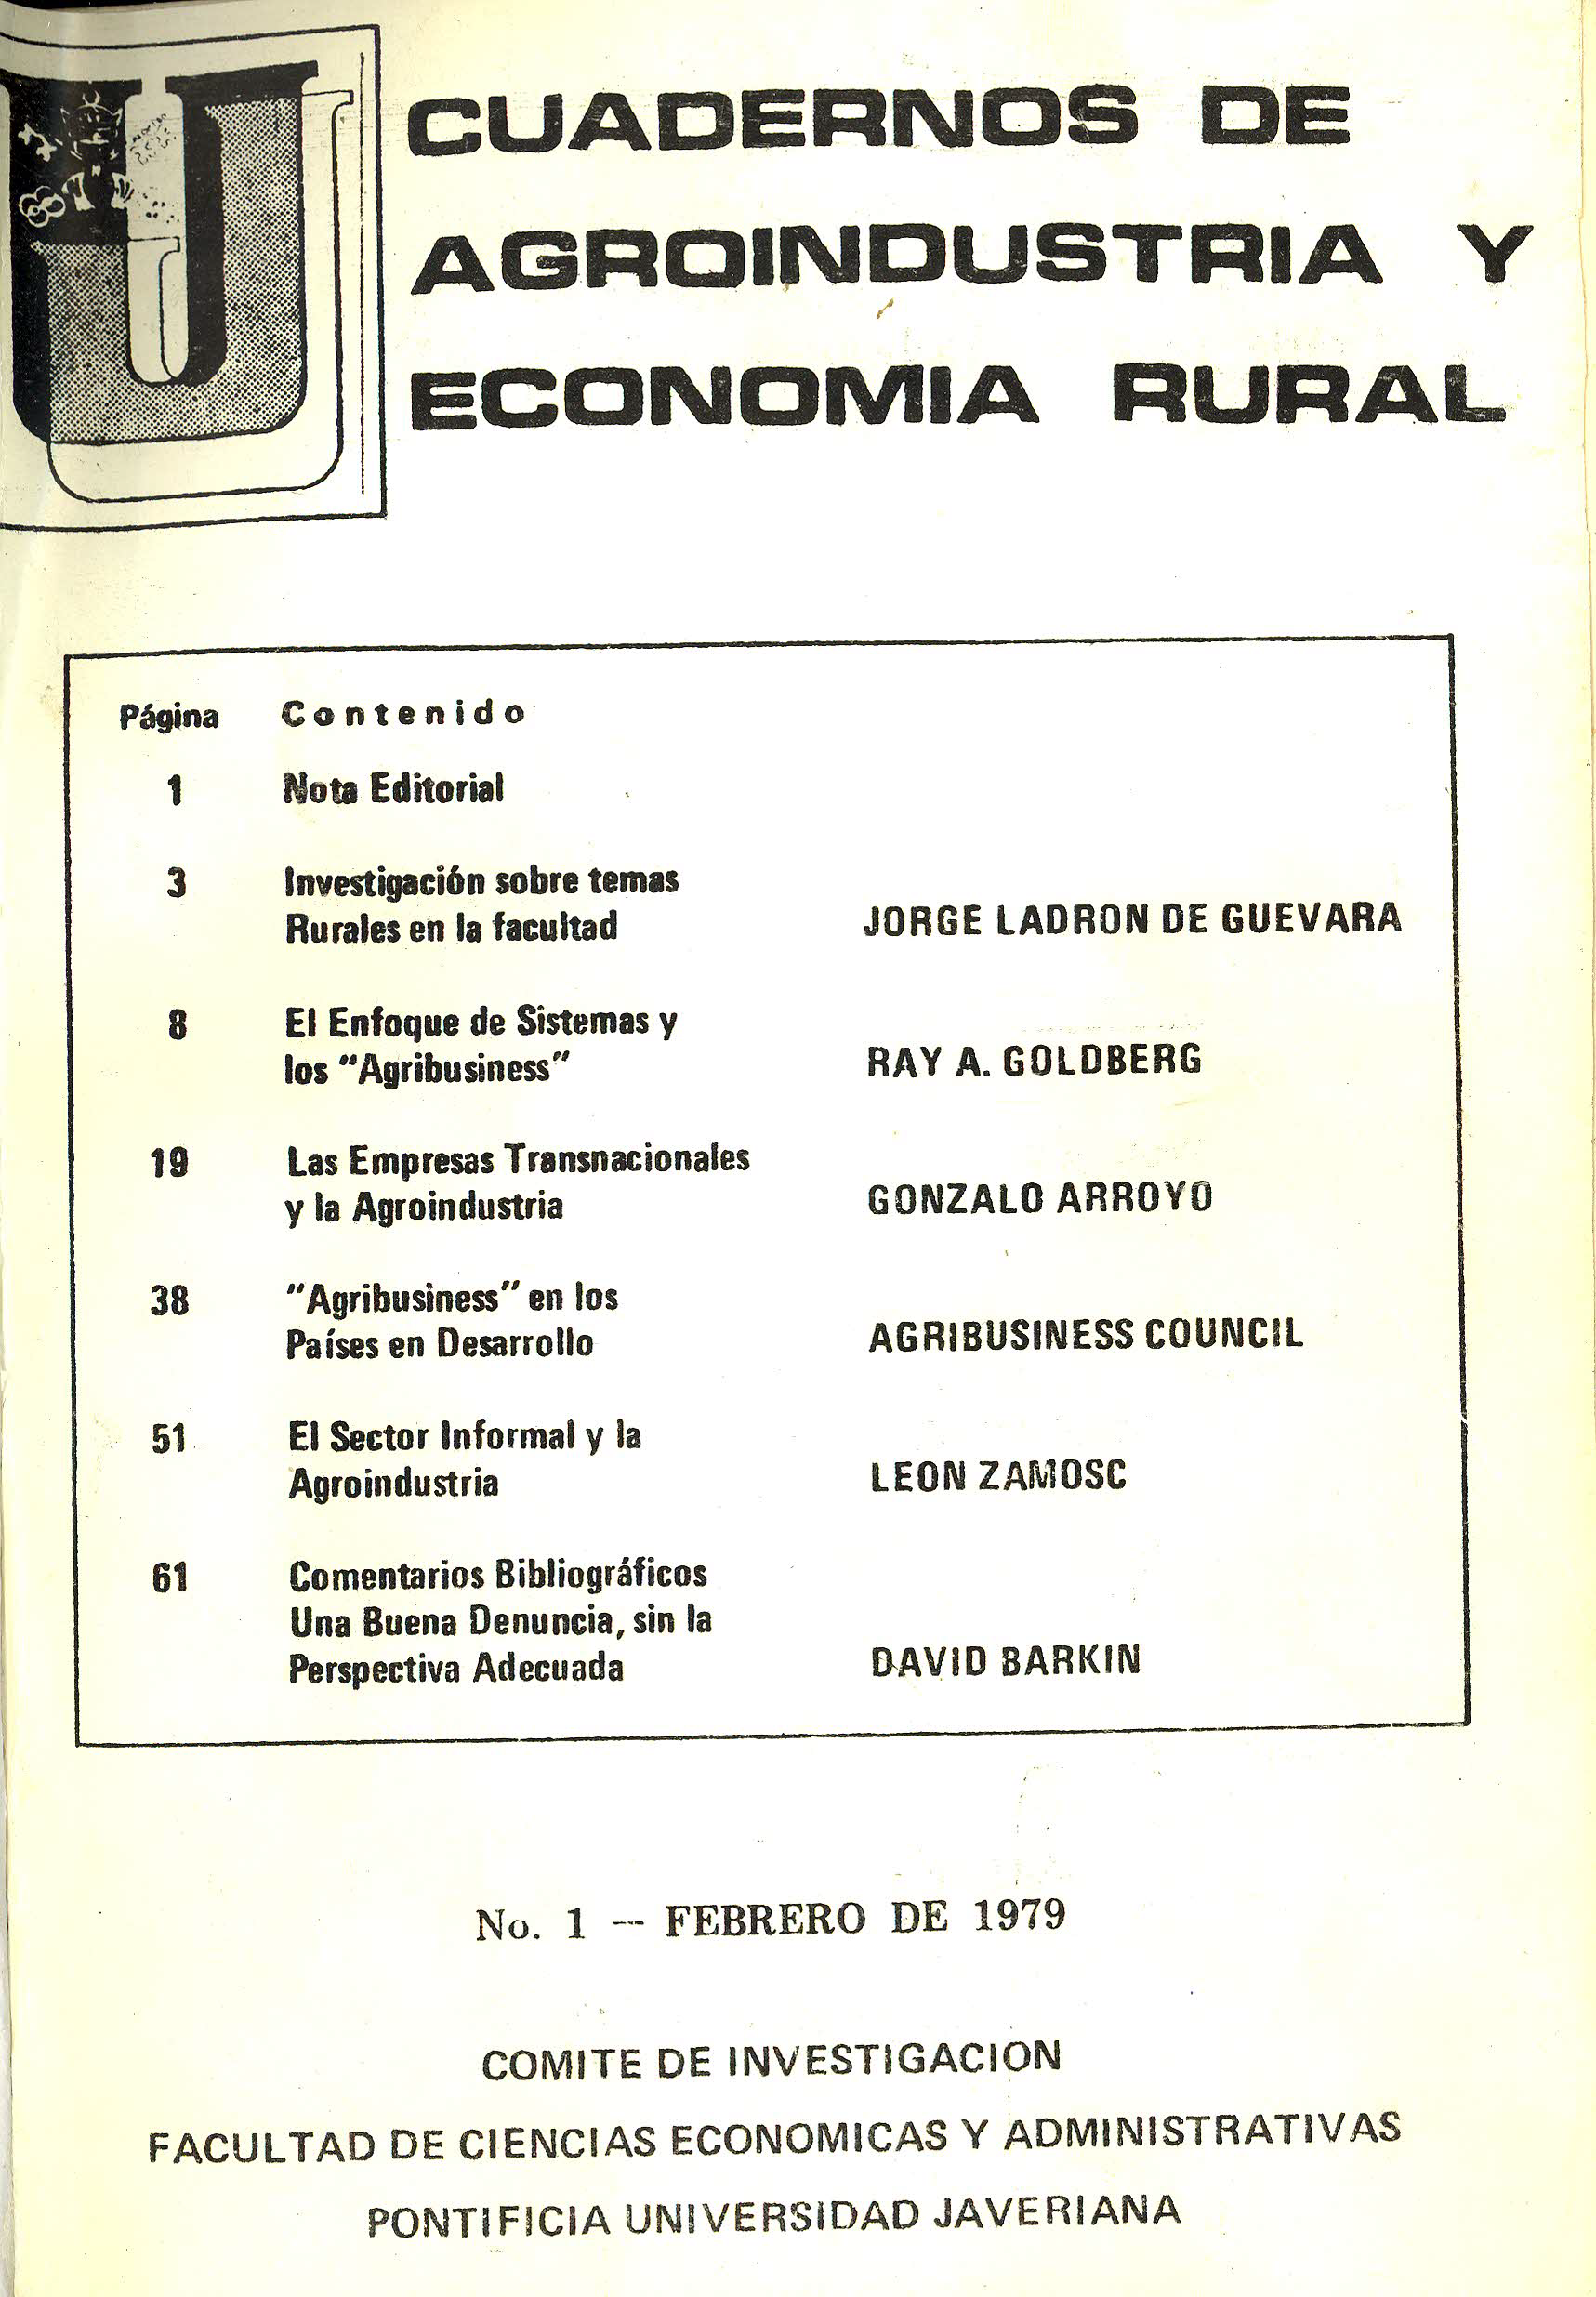 CUADERNOS DE
AGROINDUSTRIA Y
ECONOMIA RURAL
Página Contenido
1 Nota Editorial
3 Investigación sobre temas
Rurales en la facultad JORGE LADRON DE GUEVARA
8 El Enfoque de Sistemas y
los "Agribusiness" RAY A. GOLDBERG
19 Las Empresas Transnacionales
y la Agroindustria GONZALO ARROYO
38 "Agribusiness" en los
Países en Desarrollo AGRIBUSINESS COUNCIL
51 El Sector Informal y la
Agroindustria LEON ZAMOSC
61 Comentarios Bibliográficos
Una Buena Denuncia, sin la
Perspectiva Adecuada DAVID BARKIN
No. 1 -- FEBRERO DE 1979
COMITE DE INVESTIGACION
FACULTAD DE CIENCIAS ECONOMICAS Y ADMINISTRATIVAS
PONTIFICIA UNIVERSIDAD JAVERIANA